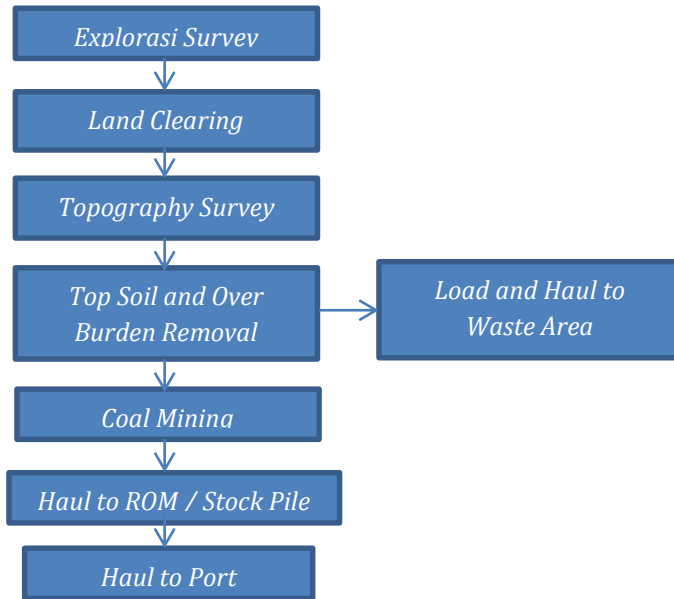 Explorasi Survey
Land Clearing
Topography Survey
Top Soil and Over
Burden Removal
Load and Haul to
Waste Area
Coal Mining
Haul to ROM / Stock Pile
Haul to Port